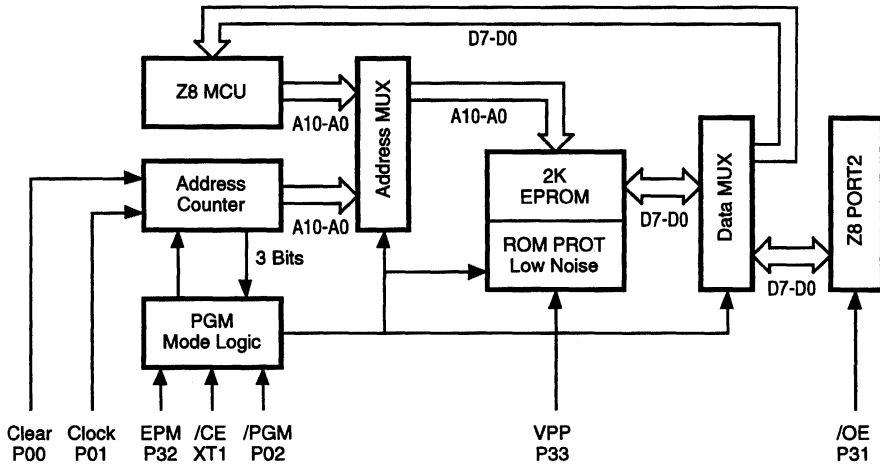 D7-D0
Z8 MCU
A10-A0
Address MUX
A10-A0
Address
Counter
A10-A0
3 Bits
2K
EPROM
ROM PROT
Low Noise
D7-D0
Data MUX
D7-D0
Z8 PORT2
PGM
Mode Logic
Clear
P00
Clock
P01
EPM
P32
/CE
XT1
/PGM
P02
VPP
P33
/OE
P31